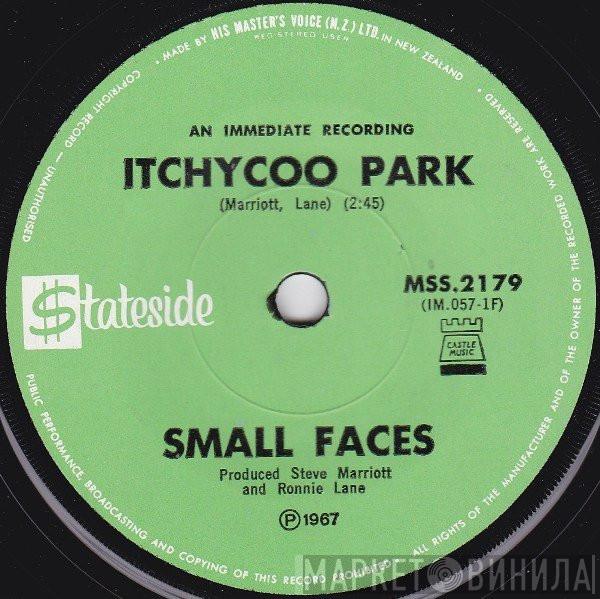 • MADE BY HIS MASTER'S VOICE (N.Z.) LTD. IN NEW ZEALAND •
REGISTERED USER
COPYRIGHT RECORD — UNAUTHORISED
PUBLIC PERFORMANCE, BROADCASTING AND COPYING OF THIS RECORD PROHIBITED
ALL RIGHTS OF THE MANUFACTURER AND OF THE OWNER OF THE RECORDED WORK ARE RESERVED
AN IMMEDIATE RECORDING
ITCHYCOO PARK
(Marriott, Lane) (2:45)
$tateside
MSS.2179
(IM.057-1F)
CASTLE
MUSIC
SMALL FACES
Produced Steve Marriott
and Ronnie Lane
Ⓟ 1967
МАРКЕТ ВИНИЛА